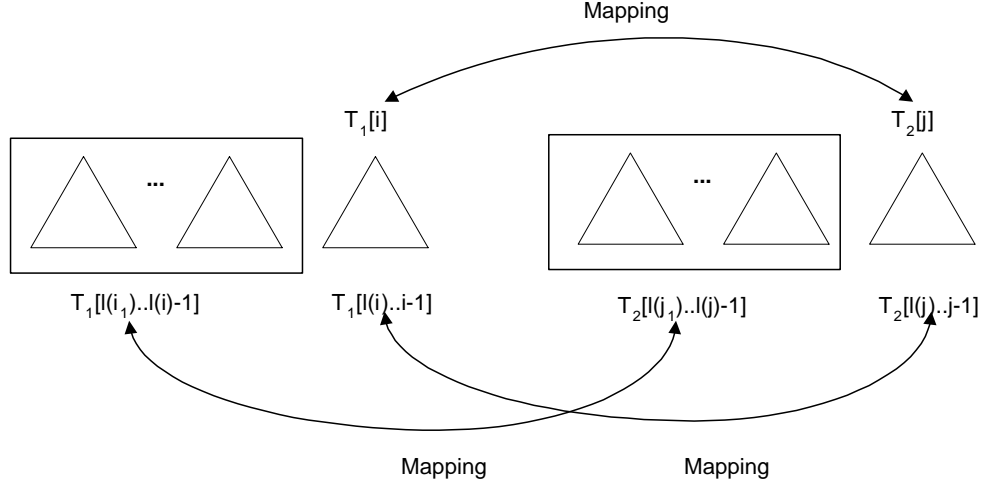 Mapping
T₁[i] T₂[j]
... ...
T₁[l(i₁)..l(i)-1] T₁[l(i)..i-1] T₂[l(j₁)..l(j)-1] T₂[l(j)..j-1]
Mapping Mapping